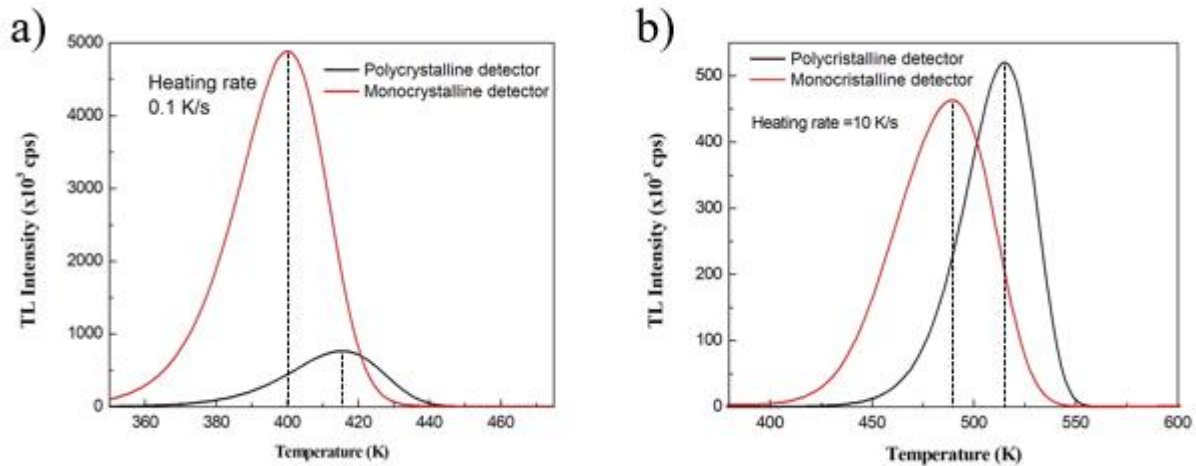 a)
TL Intensity (x10³ cps)
5000
4000
3000
2000
1000
0
Heating rate
0.1 K/s
Polycrystalline detector
Monocrystalline detector
360 380 400 420 440 460
Temperature (K)
b)
TL Intensity (x10³ cps)
500
400
300
200
100
0
Polycristalline detector
Monocristalline detector
Heating rate =10 K/s
400 450 500 550 600
Temperature (K)